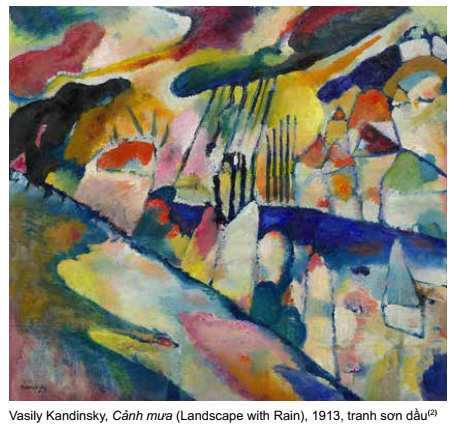 Vasily Kandinsky, Cảnh mưa (Landscape with Rain), 1913, tranh sơn dầu⁽²⁾